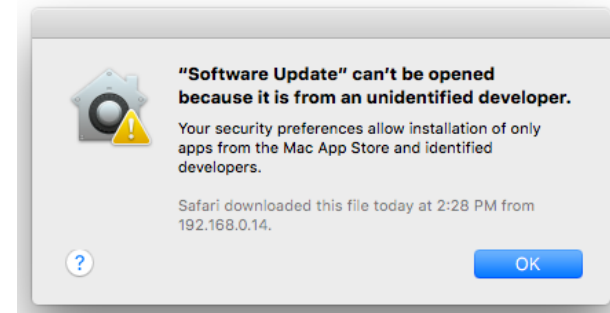 “Software Update” can’t be opened
because it is from an unidentified developer.
Your security preferences allow installation of only
apps from the Mac App Store and identified
developers.
Safari downloaded this file today at 2:28 PM from
192.168.0.14.
?
OK